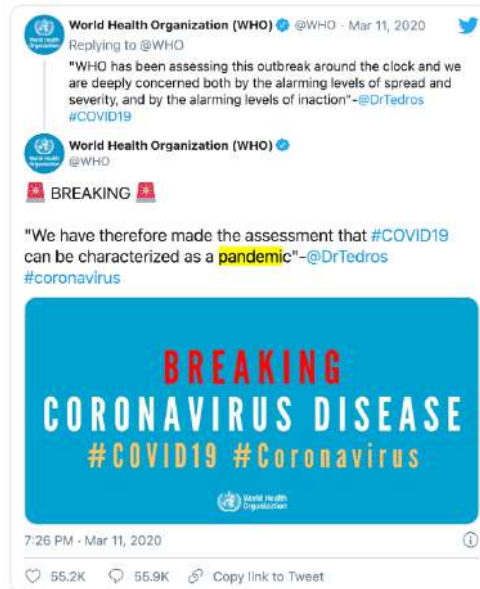 World Health Organization (WHO) @WHO · Mar 11, 2020
Replying to @WHO
"WHO has been assessing this outbreak around the clock and we
are deeply concerned both by the alarming levels of spread and
severity, and by the alarming levels of inaction"-@DrTedros
#COVID19
World Health Organization (WHO)
@WHO
🚨 BREAKING 🚨
"We have therefore made the assessment that #COVID19
can be characterized as a pandemic"-@DrTedros
#coronavirus
BREAKING
CORONAVIRUS DISEASE
#COVID19 #Coronavirus
World Health
Organization
7:26 PM · Mar 11, 2020
55.2K 55.9K Copy link to Tweet